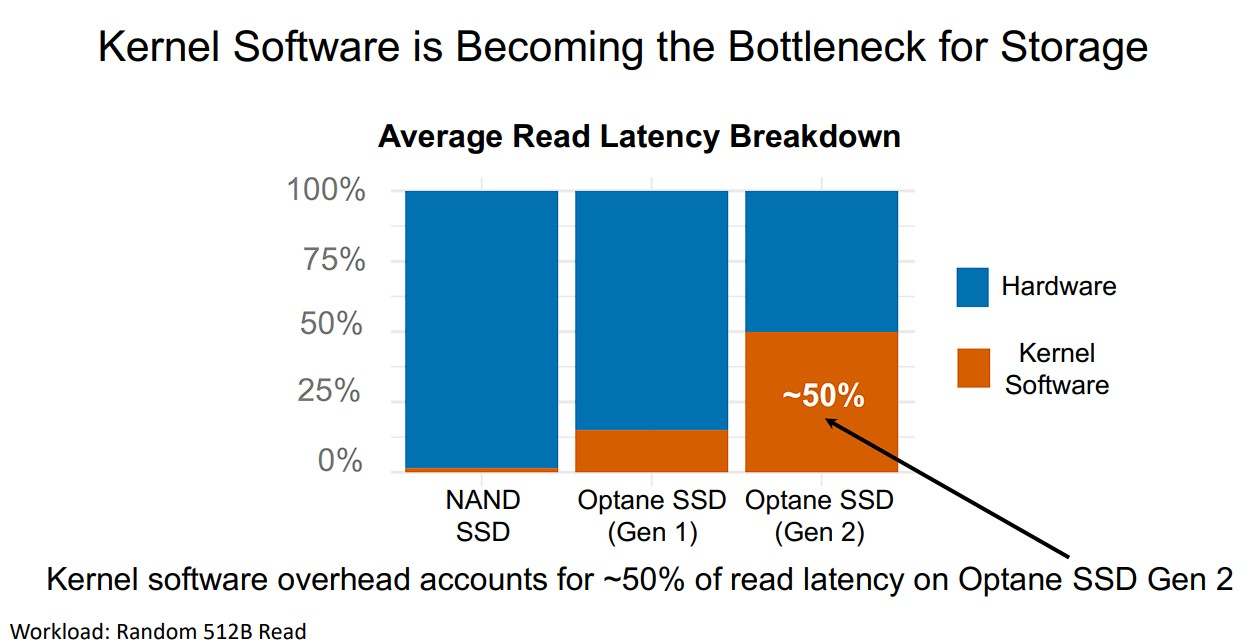 Kernel Software is Becoming the Bottleneck for Storage
Average Read Latency Breakdown
100%
75%
50%
25%
0%
~50%
Hardware
Kernel
Software
NAND
SSD
Optane SSD
(Gen 1)
Optane SSD
(Gen 2)
Kernel software overhead accounts for ~50% of read latency on Optane SSD Gen 2
Workload: Random 512B Read